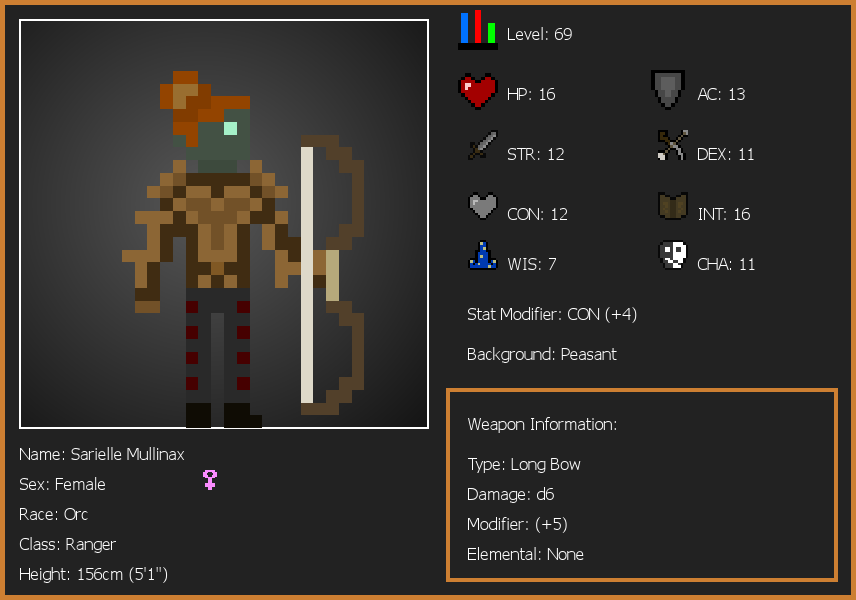 Level: 69
HP: 16
AC: 13
STR: 12
DEX: 11
CON: 12
INT: 16
WIS: 7
CHA: 11
Stat Modifier: CON (+4)
Background: Peasant
Weapon Information:
Type: Long Bow
Damage: d6
Modifier: (+5)
Elemental: None
Name: Sarielle Mullinax
Sex: Female
Race: Orc
Class: Ranger
Height: 156cm (5'1")